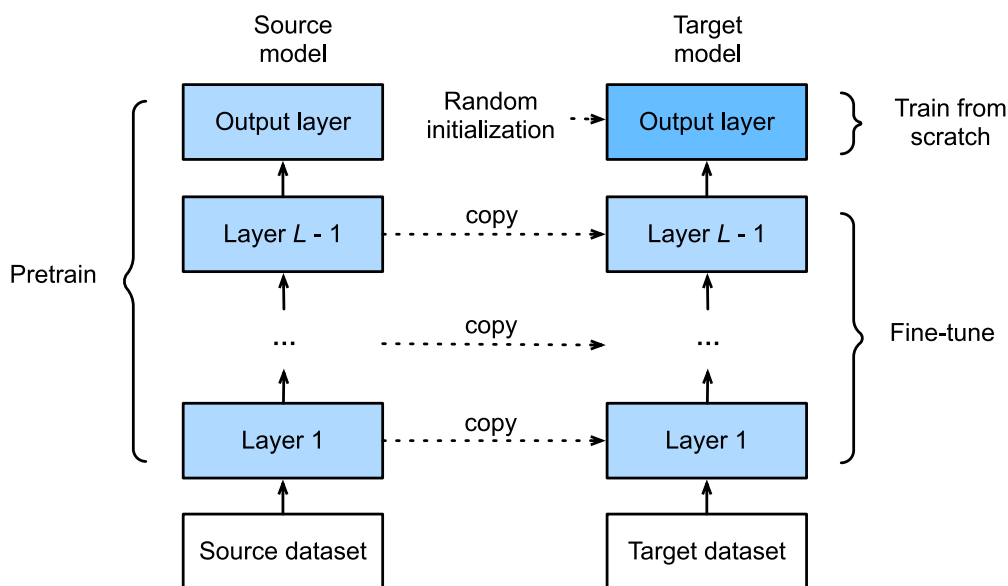 Source
model
Target
model
Output layer
Random
initialization
Output layer
Train from
scratch
Layer L - 1
copy
Layer L - 1
Pretrain
...
copy
...
Fine-tune
Layer 1
copy
Layer 1
Source dataset
Target dataset